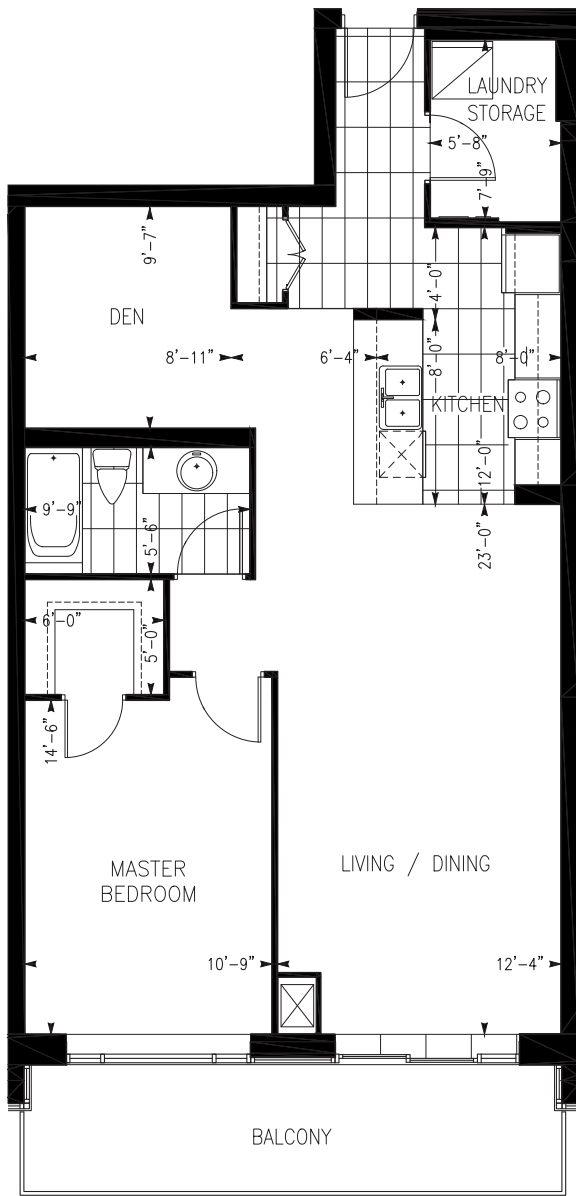 LAUNDRY
STORAGE
5'-8"
7'-9"
9'-7"
4'-0"
DEN
8'-11"
6'-4"
8'-0"
8'-0"
KITCHEN
12'-0"
9'-9"
5'-6"
23'-0"
6'-0"
5'-0"
14'-6"
MASTER
BEDROOM
LIVING / DINING
10'-9"
12'-4"
BALCONY